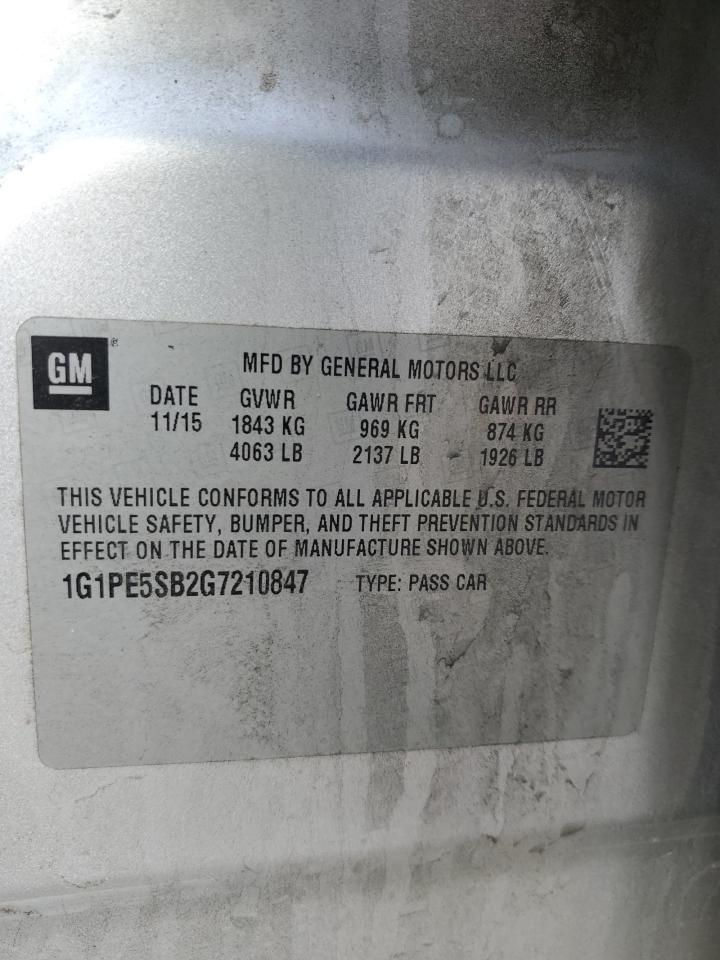 GM
MFD BY GENERAL MOTORS LLC
DATE GVWR GAWR FRT GAWR RR
11/15 1843 KG 969 KG 874 KG
4063 LB 2137 LB 1926 LB
THIS VEHICLE CONFORMS TO ALL APPLICABLE U.S. FEDERAL MOTOR
VEHICLE SAFETY, BUMPER, AND THEFT PREVENTION STANDARDS IN
EFFECT ON THE DATE OF MANUFACTURE SHOWN ABOVE.
1G1PE5SB2G7210847 TYPE: PASS CAR